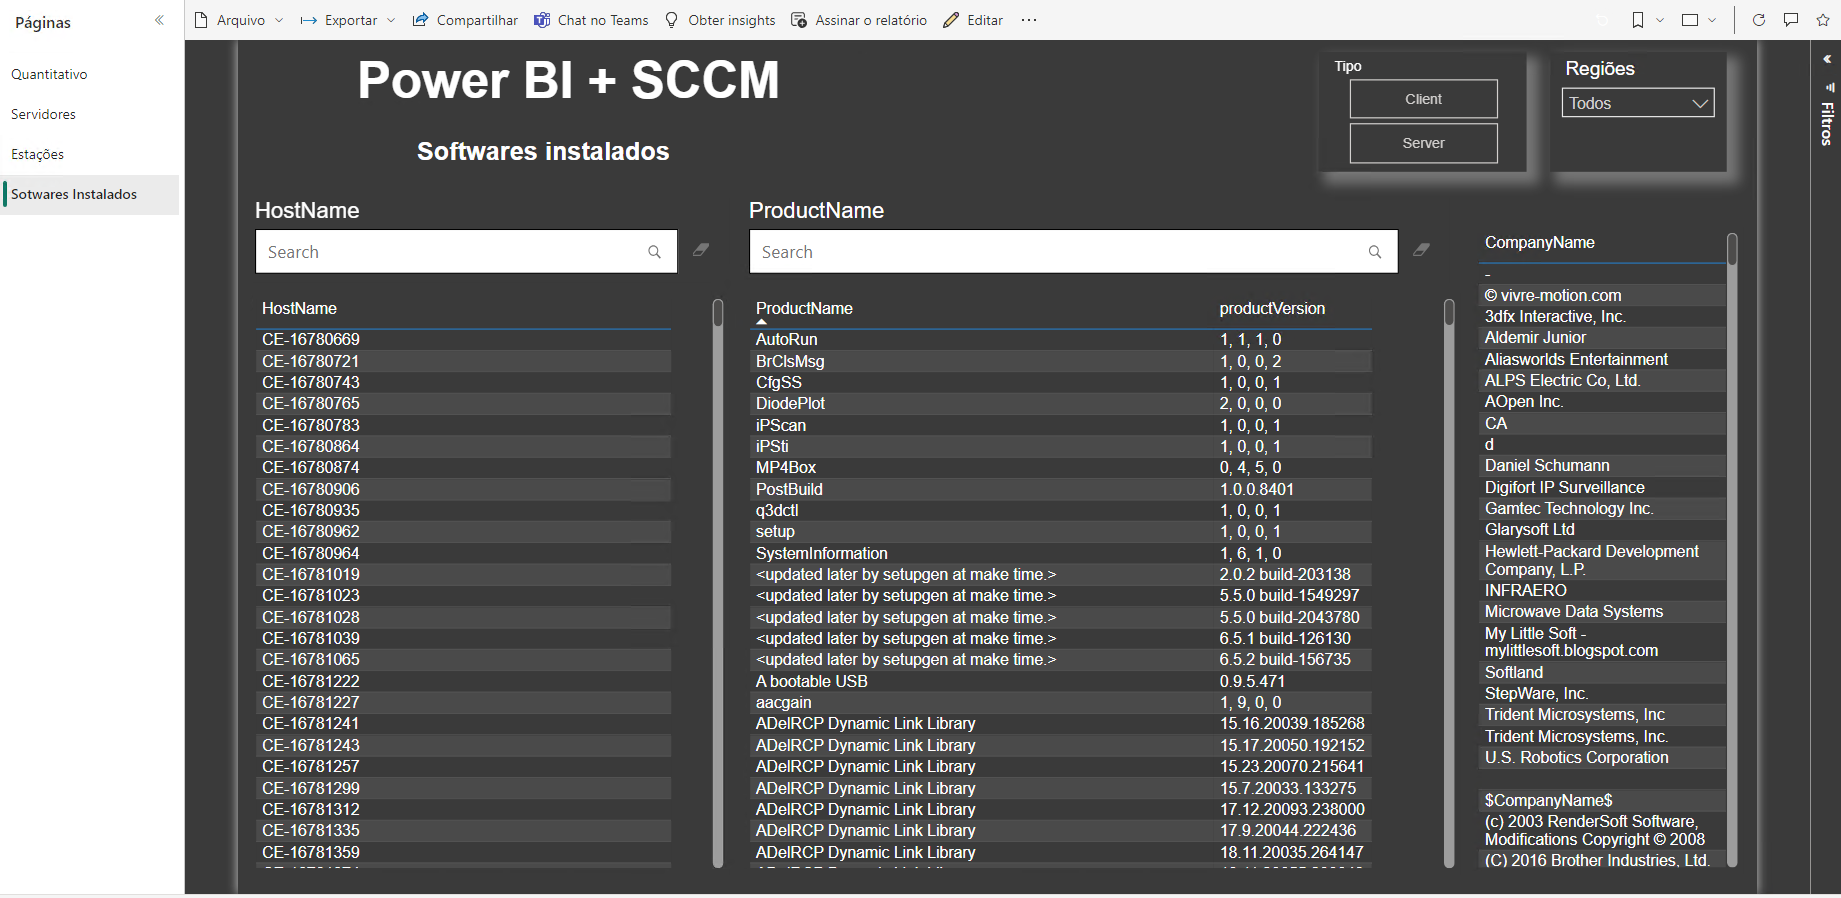 Páginas
Quantitativo
Servidores
Estações
Sotwares Instalados
Arquivo
Exportar
Compartilhar
Chat no Teams
Obter insights
Assinar o relatório
Editar
Power BI + SCCM
Softwares instalados
Tipo
Client
Server
Regiões
Todos
Filtros
HostName
Search
HostName
CE-16780669
CE-16780721
CE-16780743
CE-16780765
CE-16780783
CE-16780864
CE-16780874
CE-16780906
CE-16780935
CE-16780962
CE-16780964
CE-16781019
CE-16781023
CE-16781028
CE-16781039
CE-16781065
CE-16781222
CE-16781227
CE-16781241
CE-16781243
CE-16781257
CE-16781299
CE-16781312
CE-16781335
CE-16781359
ProductName
Search
ProductName productVersion
AutoRun 1, 1, 1, 0
BrClsMsg 1, 0, 0, 2
CfgSS 1, 0, 0, 1
DiodePlot 2, 0, 0, 0
iPScan 1, 0, 0, 1
iPSti 1, 0, 0, 1
MP4Box 0, 4, 5, 0
PostBuild 1.0.0.8401
q3dctl 1, 0, 0, 1
setup 1, 0, 0, 1
SystemInformation 1, 6, 1, 0
<updated later by setupgen at make time.> 2.0.2 build-203138
<updated later by setupgen at make time.> 5.5.0 build-1549297
<updated later by setupgen at make time.> 5.5.0 build-2043780
<updated later by setupgen at make time.> 6.5.1 build-126130
<updated later by setupgen at make time.> 6.5.2 build-156735
A bootable USB 0.9.5.471
aacgain 1, 9, 0, 0
ADelRCP Dynamic Link Library 15.16.20039.185268
ADelRCP Dynamic Link Library 15.17.20050.192152
ADelRCP Dynamic Link Library 15.23.20070.215641
ADelRCP Dynamic Link Library 15.7.20033.133275
ADelRCP Dynamic Link Library 17.12.20093.238000
ADelRCP Dynamic Link Library 17.9.20044.222436
ADelRCP Dynamic Link Library 18.11.20035.264147
CompanyName
-
© vivre-motion.com
3dfx Interactive, Inc.
Aldemir Junior
Aliasworlds Entertainment
ALPS Electric Co, Ltd.
AOpen Inc.
CA
d
Daniel Schumann
Digifort IP Surveillance
Gamtec Technology Inc.
Glarysoft Ltd
Hewlett-Packard Development
Company, L.P.
INFRAERO
Microwave Data Systems
My Little Soft -
mylittlesoft.blogspot.com
Softland
StepWare, Inc.
Trident Microsystems, Inc
Trident Microsystems, Inc.
U.S. Robotics Corporation
$CompanyName$
(c) 2003 RenderSoft Software,
Modifications Copyright © 2008
(C) 2016 Brother Industries, Ltd.